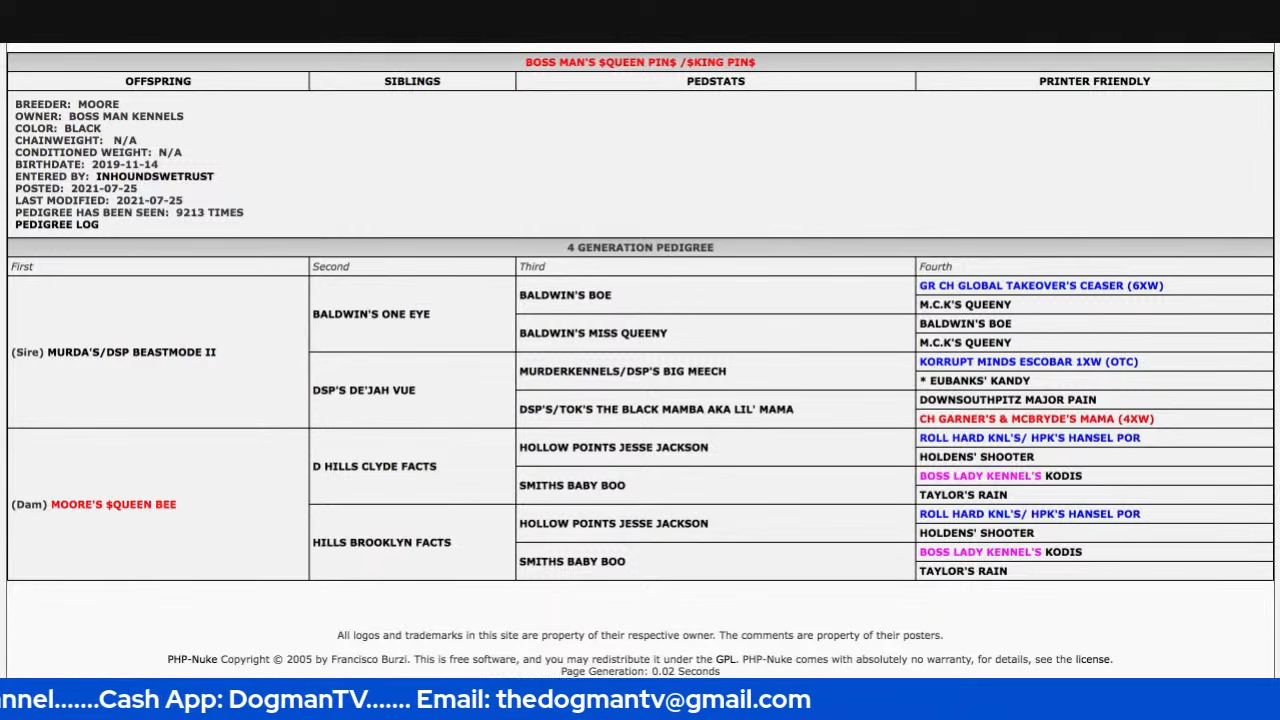 BOSS MAN'S $QUEEN PIN$ /$KING PIN$
OFFSPRING SIBLINGS PEDSTATS PRINTER FRIENDLY
BREEDER: MOORE
OWNER: BOSS MAN KENNELS
COLOR: BLACK
CHAINWEIGHT: N/A
CONDITIONED WEIGHT: N/A
BIRTHDATE: 2019-11-14
ENTERED BY: INHOUNDSWETRUST
POSTED: 2021-07-25
LAST MODIFIED: 2021-07-25
PEDIGREE HAS BEEN SEEN: 9213 TIMES
PEDIGREE LOG
4 GENERATION PEDIGREE
First Second Third Fourth
(Sire) MURDA'S/DSP BEASTMODE II
BALDWIN'S ONE EYE
BALDWIN'S BOE
GR CH GLOBAL TAKEOVER'S CEASER (6XW)
M.C.K'S QUEENY
BALDWIN'S MISS QUEENY
BALDWIN'S BOE
M.C.K'S QUEENY
DSP'S DE'JAH VUE
MURDERKENNELS/DSP'S BIG MEECH
KORRUPT MINDS ESCOBAR 1XW (OTC)
* EUBANKS' KANDY
DSP'S/TOK'S THE BLACK MAMBA AKA LIL' MAMA
DOWNSOUTHPITZ MAJOR PAIN
CH GARNER'S & MCBRYDE'S MAMA (4XW)
(Dam) MOORE'S $QUEEN BEE
D HILLS CLYDE FACTS
HOLLOW POINTS JESSE JACKSON
ROLL HARD KNL'S/ HPK'S HANSEL POR
HOLDENS' SHOOTER
SMITHS BABY BOO
BOSS LADY KENNEL'S KODIS
TAYLOR'S RAIN
HILLS BROOKLYN FACTS
HOLLOW POINTS JESSE JACKSON
ROLL HARD KNL'S/ HPK'S HANSEL POR
HOLDENS' SHOOTER
SMITHS BABY BOO
BOSS LADY KENNEL'S KODIS
TAYLOR'S RAIN
All logos and trademarks in this site are property of their respective owner. The comments are property of their posters.
PHP-Nuke Copyright © 2005 by Francisco Burzi. This is free software, and you may redistribute it under the GPL. PHP-Nuke comes with absolutely no warranty, for details, see the license.
Page Generation: 0.02 Seconds
annel.......Cash App: DogmanTV....... Email: thedogmantv@gmail.com